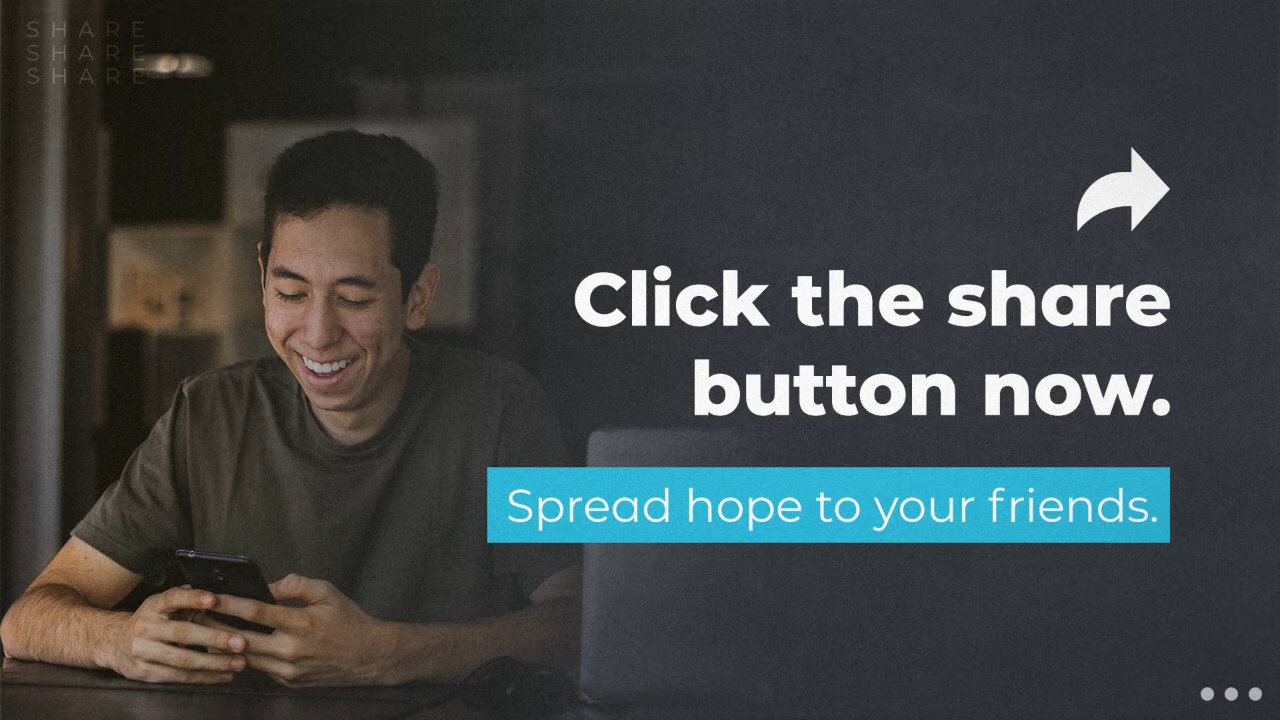 SHARE
SHARE
SHARE
Click the share
button now.
Spread hope to your friends.